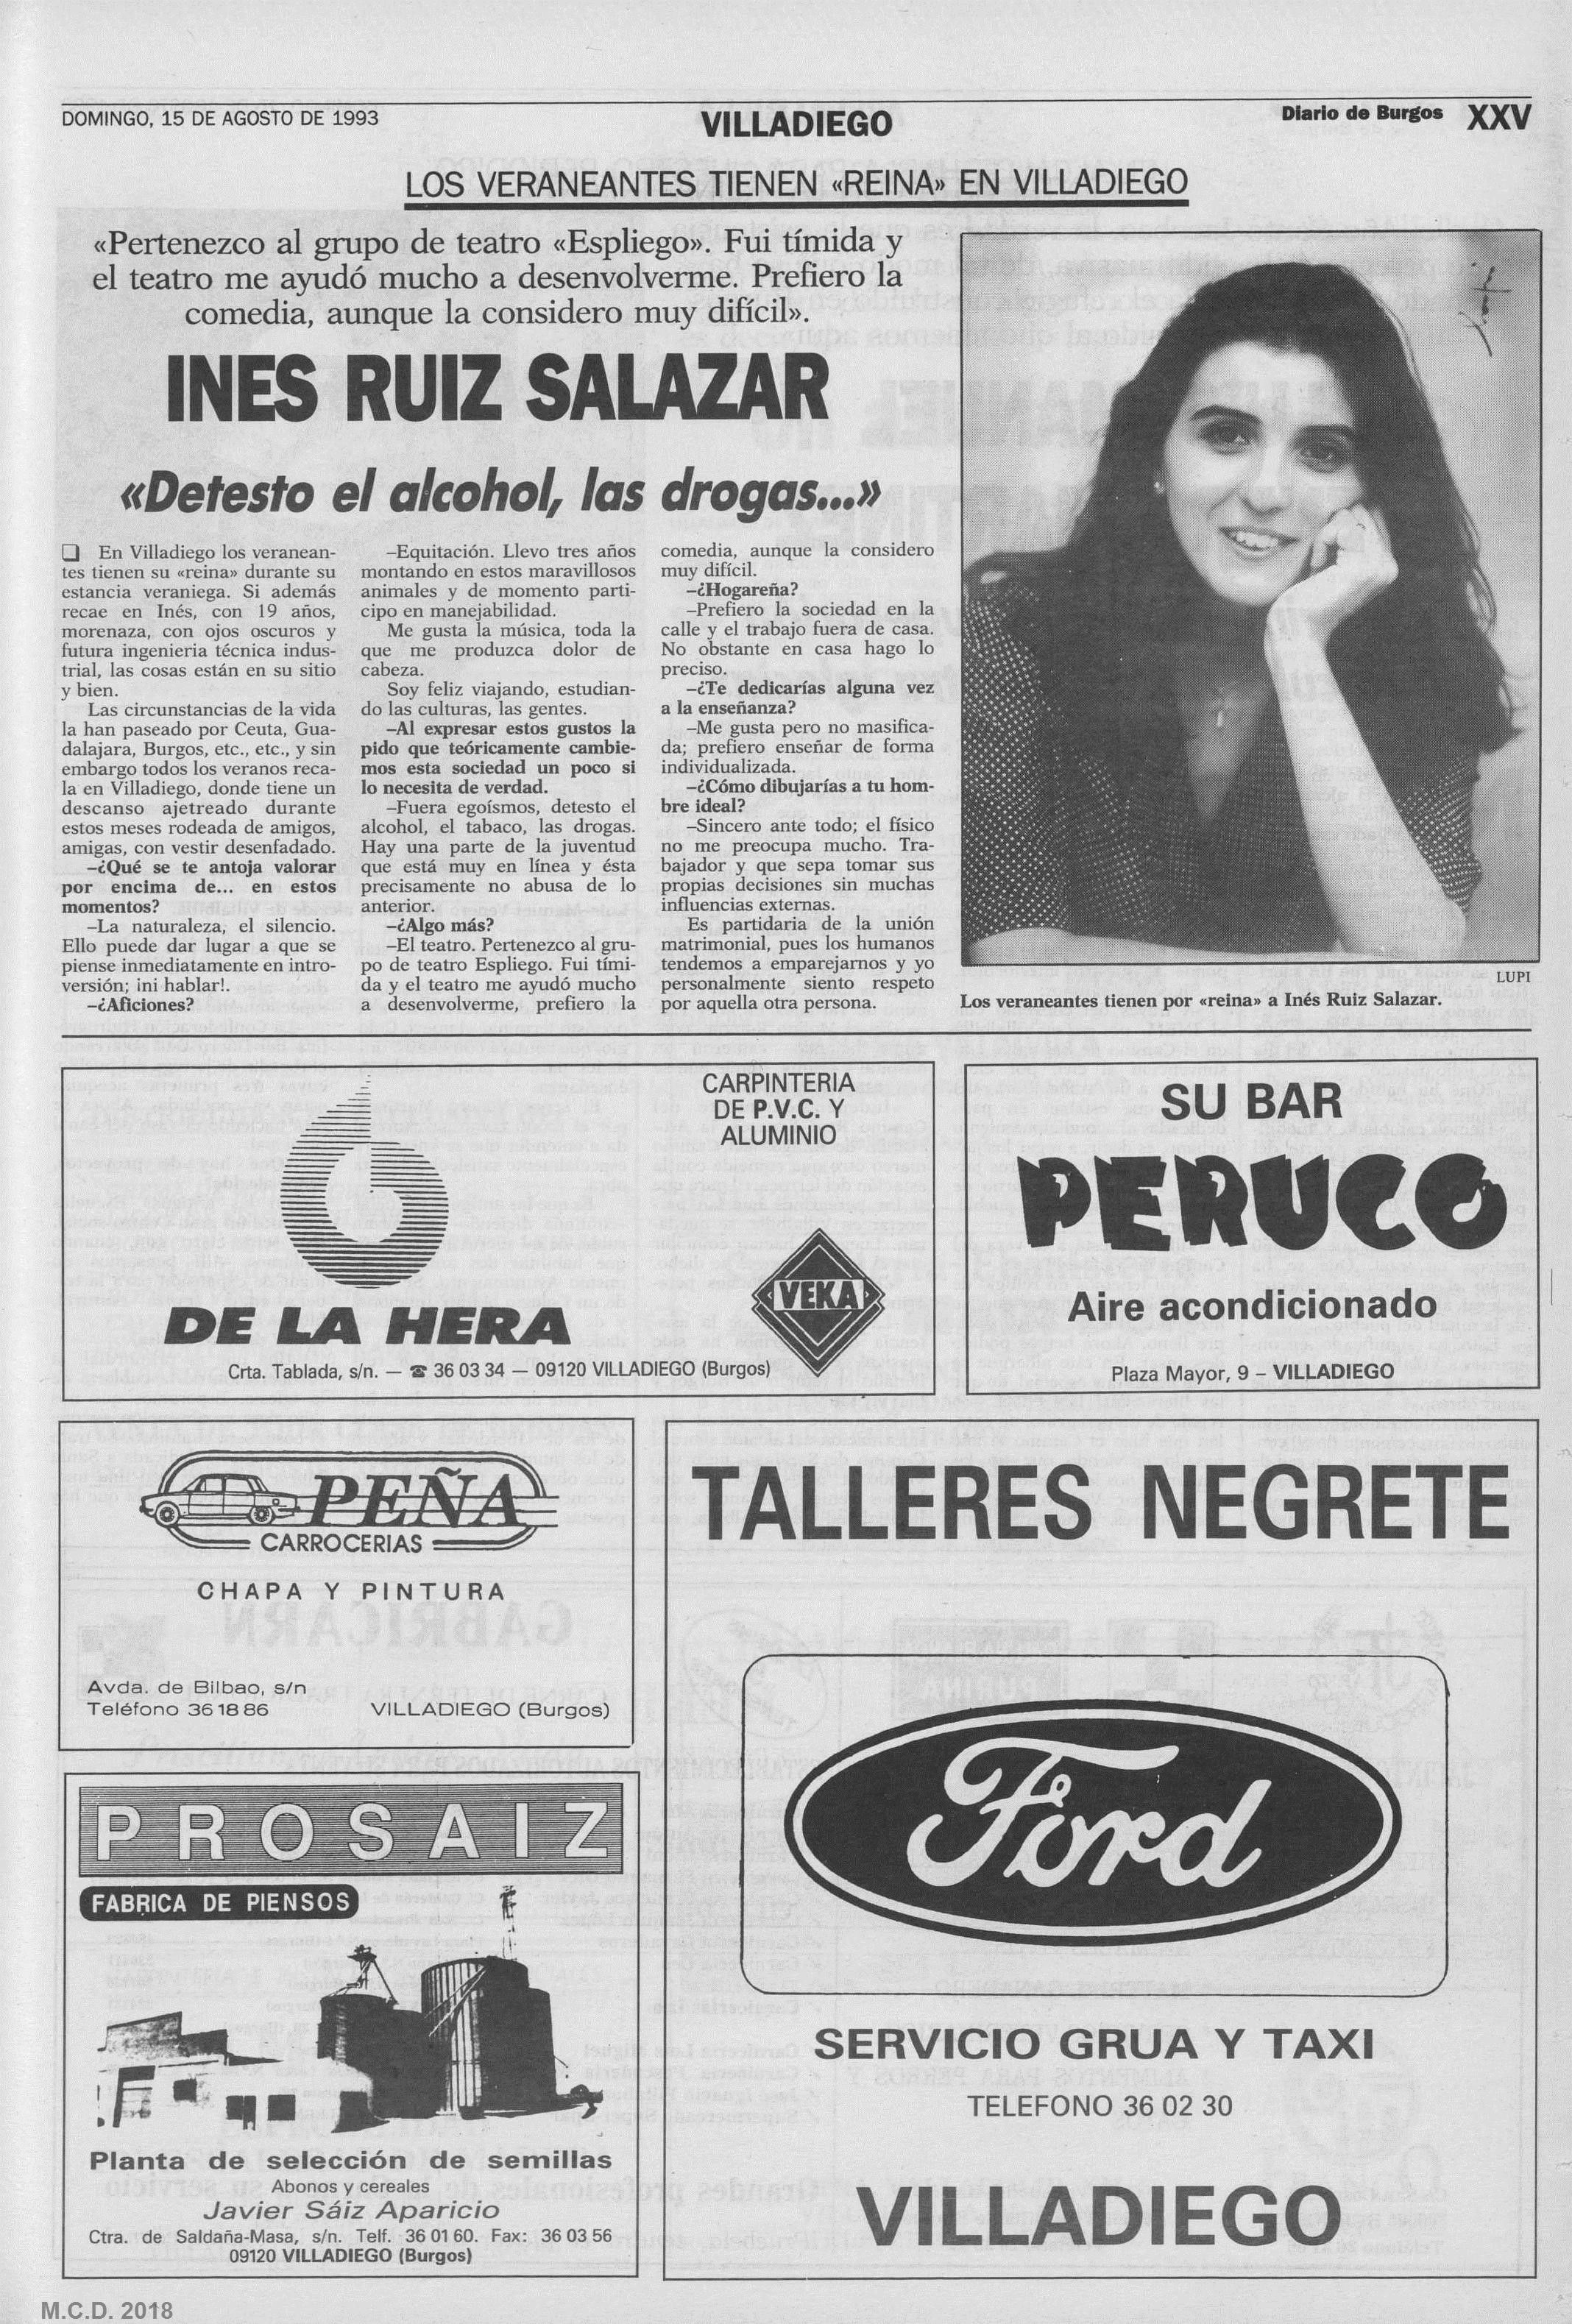 DOMINGO, 15 DE AGOSTO DE 1993
VILLADIEGO
Diario de Burgos XXV
LOS VERANEANTES TIENEN «REINA» EN VILLADIEGO
«Pertenezco al grupo de teatro «Espliego». Fui tímida y
el teatro me ayudó mucho a desenvolverme. Prefiero la
comedia, aunque la considero muy difícil».
INES RUIZ SALAZAR
«Detesto el alcohol, las drogas...»
❑ En Villadiego los veranean-
tes tienen su «reina» durante su
estancia veraniega. Si además
recae en Inés, con 19 años,
morenaza, con ojos oscuros y
futura ingenieria técnica indus-
trial, las cosas están en su sitio
y bien.
Las circunstancias de la vida
la han paseado por Ceuta, Gua-
dalajara, Burgos, etc., etc., y sin
embargo todos los veranos reca-
la en Villadiego, donde tiene un
descanso ajetreado durante
estos meses rodeada de amigos,
amigas, con vestir desenfadado.
–¿Qué se te antoja valorar
por encima de... en estos
momentos?
–La naturaleza, el silencio.
Ello puede dar lugar a que se
piense inmediatamente en intro-
versión; ¡ni hablar!.
–¿Aficiones?
–Equitación. Llevo tres años
montando en estos maravillosos
animales y de momento parti-
cipo en manejabilidad.
Me gusta la música, toda la
que me produzca dolor de
cabeza.
Soy feliz viajando, estudian-
do las culturas, las gentes.
–Al expresar estos gustos la
pido que teóricamente cambie-
mos esta sociedad un poco si
lo necesita de verdad.
–Fuera egoísmos, detesto el
alcohol, el tabaco, las drogas.
Hay una parte de la juventud
que está muy en línea y ésta
precisamente no abusa de lo
anterior.
–¿Algo más?
–El teatro. Pertenezco al gru-
po de teatro Espliego. Fui tími-
da y el teatro me ayudó mucho
a desenvolverme, prefiero la
comedia, aunque la considero
muy difícil.
–¿Hogareña?
–Prefiero la sociedad en la
calle y el trabajo fuera de casa.
No obstante en casa hago lo
preciso.
–¿Te dedicarías alguna vez
a la enseñanza?
–Me gusta pero no masifica-
da; prefiero enseñar de forma
individualizada.
–¿Cómo dibujarías a tu hom-
bre ideal?
–Sincero ante todo; el físico
no me preocupa mucho. Tra-
bajador y que sepa tomar sus
propias decisiones sin muchas
influencias externas.
Es partidaria de la unión
matrimonial, pues los humanos
tendemos a emparejarnos y yo
personalmente siento respeto
por aquella otra persona.
LUPI
Los veraneantes tienen por «reina» a Inés Ruiz Salazar.
CARPINTERIA
DE P.V.C. Y
ALUMINIO
VEKA
DE LA HERA
Crta. Tablada, s/n. — ☎ 36 03 34 — 09120 VILLADIEGO (Burgos)
SU BAR
PERUCO
Aire acondicionado
Plaza Mayor, 9 – VILLADIEGO
PEÑA
CARROCERIAS
CHAPA Y PINTURA
Avda. de Bilbao, s/n
Teléfono 36 18 86 VILLADIEGO (Burgos)
PROSAIZ
FABRICA DE PIENSOS
Planta de selección de semillas
Abonos y cereales
Javier Sáiz Aparicio
Ctra. de Saldaña-Masa, s/n. Telf. 36 01 60. Fax: 36 03 56
09120 VILLADIEGO (Burgos)
TALLERES NEGRETE
Ford
SERVICIO GRUA Y TAXI
TELEFONO 36 02 30
VILLADIEGO
M.C.D. 2018